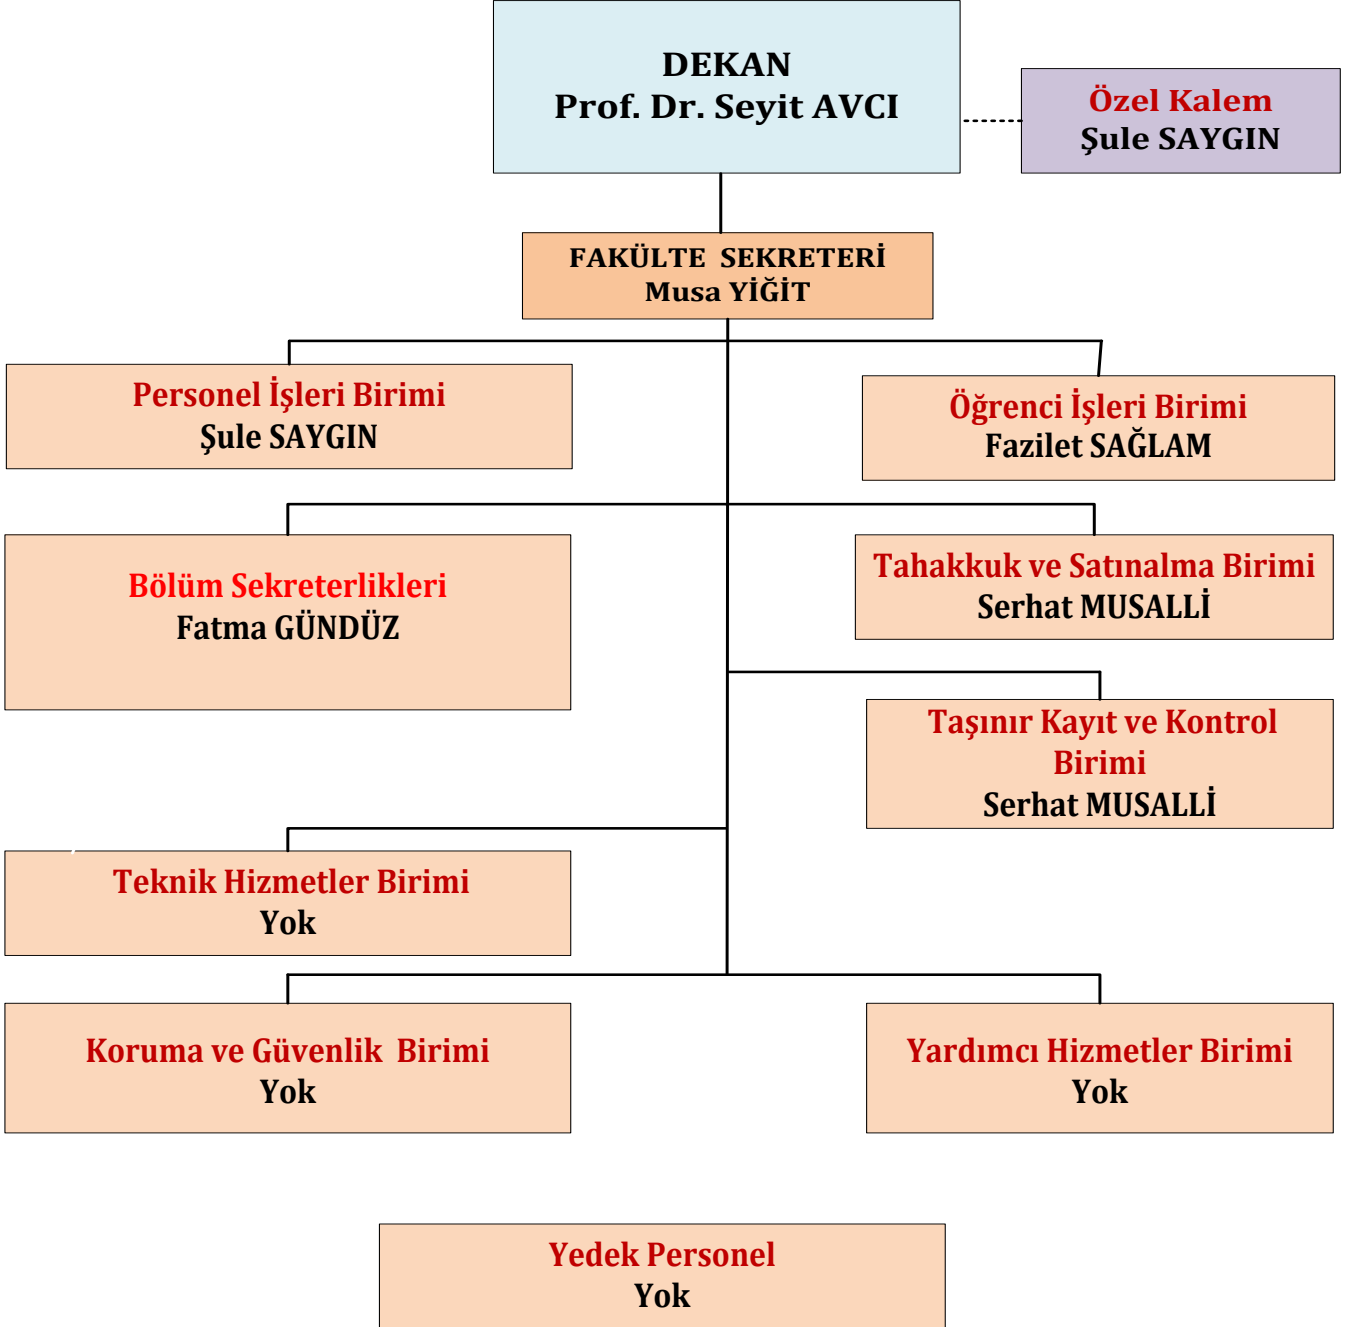 DEKAN
Prof. Dr. Seyit AVCI
Özel Kalem
Şule SAYGIN
FAKÜLTE SEKRETERİ
Musa YİĞİT
Personel İşleri Birimi
Şule SAYGIN
Öğrenci İşleri Birimi
Fazilet SAĞLAM
Bölüm Sekreterlikleri
Fatma GÜNDÜZ
Tahakkuk ve Satınalma Birimi
Serhat MUSALLİ
Taşınır Kayıt ve Kontrol
Birimi
Serhat MUSALLİ
Teknik Hizmetler Birimi
Yok
Koruma ve Güvenlik Birimi
Yok
Yardımcı Hizmetler Birimi
Yok
Yedek Personel
Yok